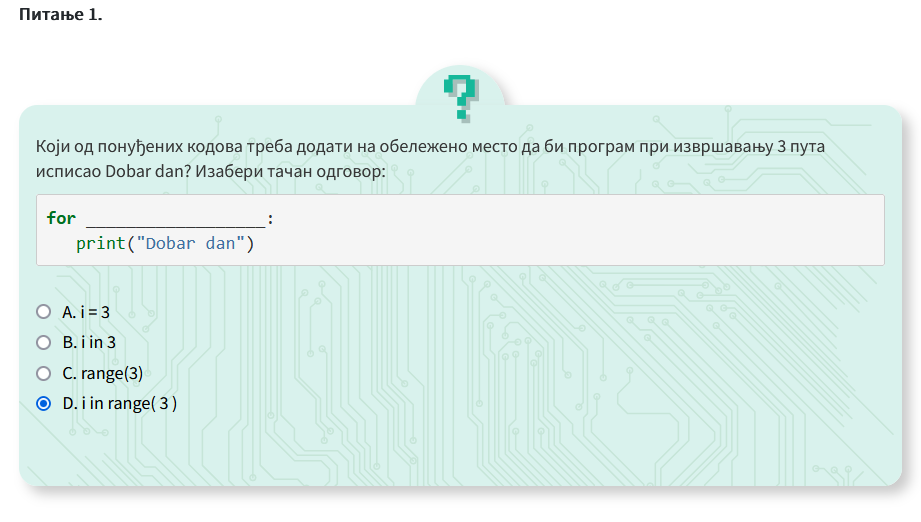 Питање 1.
?
Који од понуђених кодова треба додати на обележено место да би програм при извршавању 3 пута
исписао Dobar dan? Изабери тачан одговор:
for __________________:
print("Dobar dan")
A. i = 3
B. i in 3
C. range(3)
D. i in range( 3 )